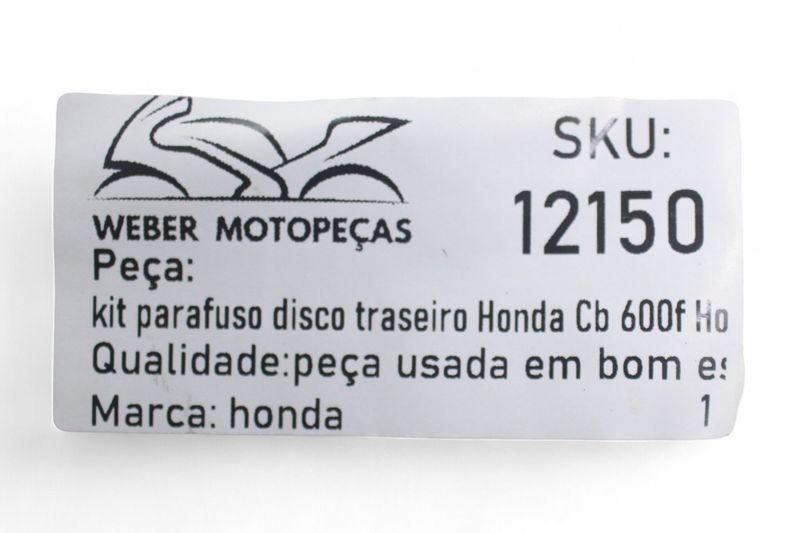 WEBER MOTOPEÇAS
SKU:
12150
Peça:
kit parafuso disco traseiro Honda Cb 600f Ho
Qualidade:peça usada em bom es
Marca: honda
1